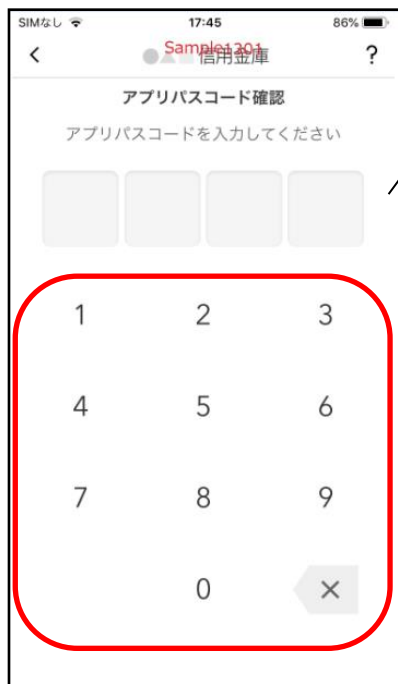 SIMなし 17:45 86%
< ●▲■信用金庫 ?
Sample1201
アプリパスコード確認
アプリパスコードを入力してください
1 2 3
4 5 6
7 8 9
0 ×